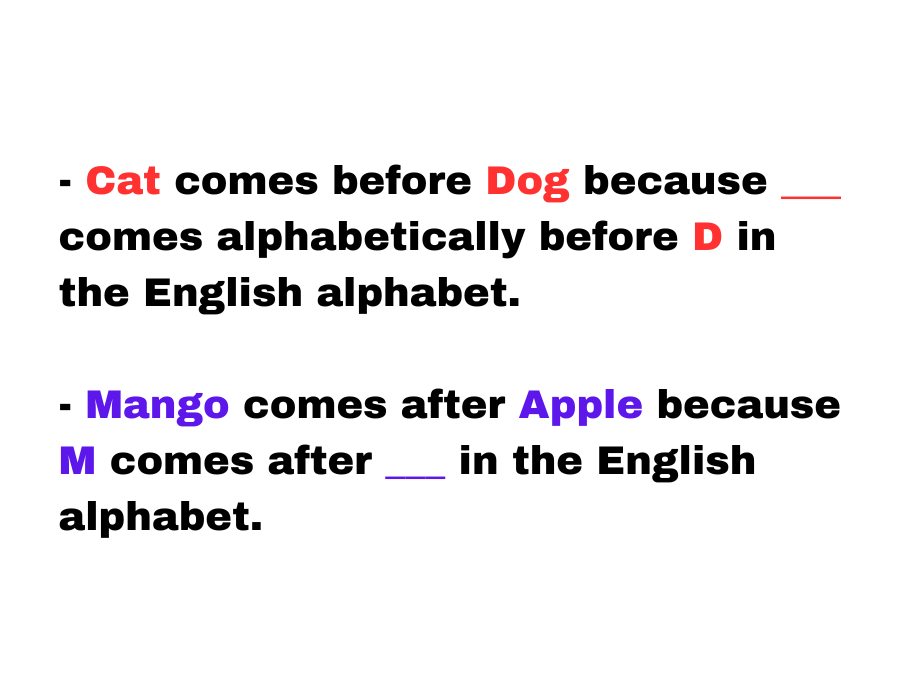 - Cat comes before Dog because ___
comes alphabetically before D in
the English alphabet.
- Mango comes after Apple because
M comes after ___ in the English
alphabet.